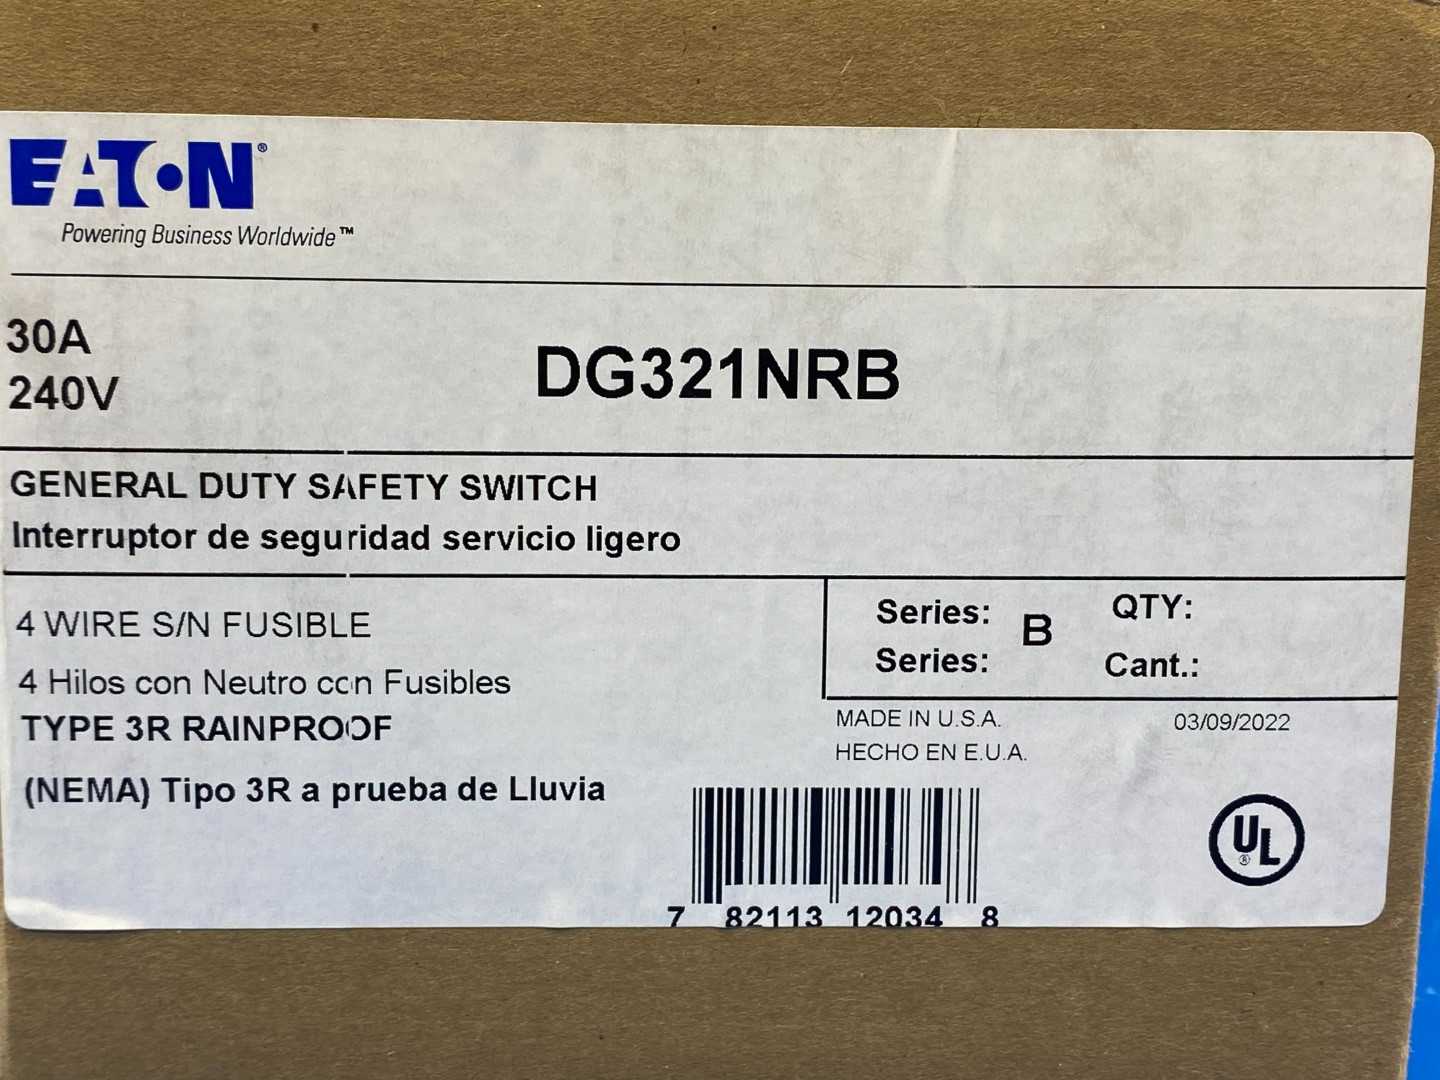 EATON®
Powering Business Worldwide™
30A
240V
DG321NRB
GENERAL DUTY SAFETY SWITCH
Interruptor de seguridad servicio ligero
4 WIRE S/N FUSIBLE
4 Hilos con Neutro con Fusibles
TYPE 3R RAINPROOF
(NEMA) Tipo 3R a prueba de Lluvia
Series: B QTY:
Series: Cant.:
MADE IN U.S.A. 03/09/2022
HECHO EN E.U.A.
UL®
7 82113 12034 8